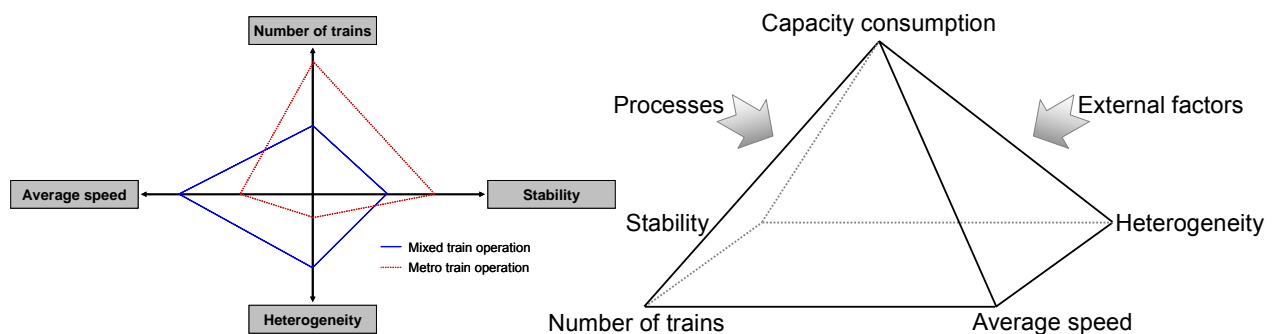 Number of trains
Average speed
Stability
Mixed train operation
Metro train operation
Heterogeneity
Capacity consumption
Processes
External factors
Stability
Heterogeneity
Number of trains
Average speed